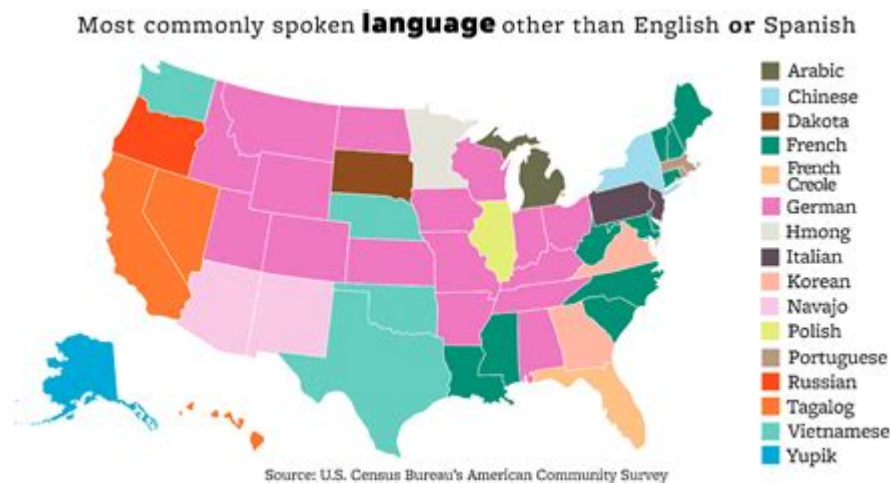 Most commonly spoken language other than English or Spanish
Arabic
Chinese
Dakota
French
French
Creole
German
Hmong
Italian
Korean
Navajo
Polish
Portuguese
Russian
Tagalog
Vietnamese
Yupik
Source: U.S. Census Bureau's American Community Survey